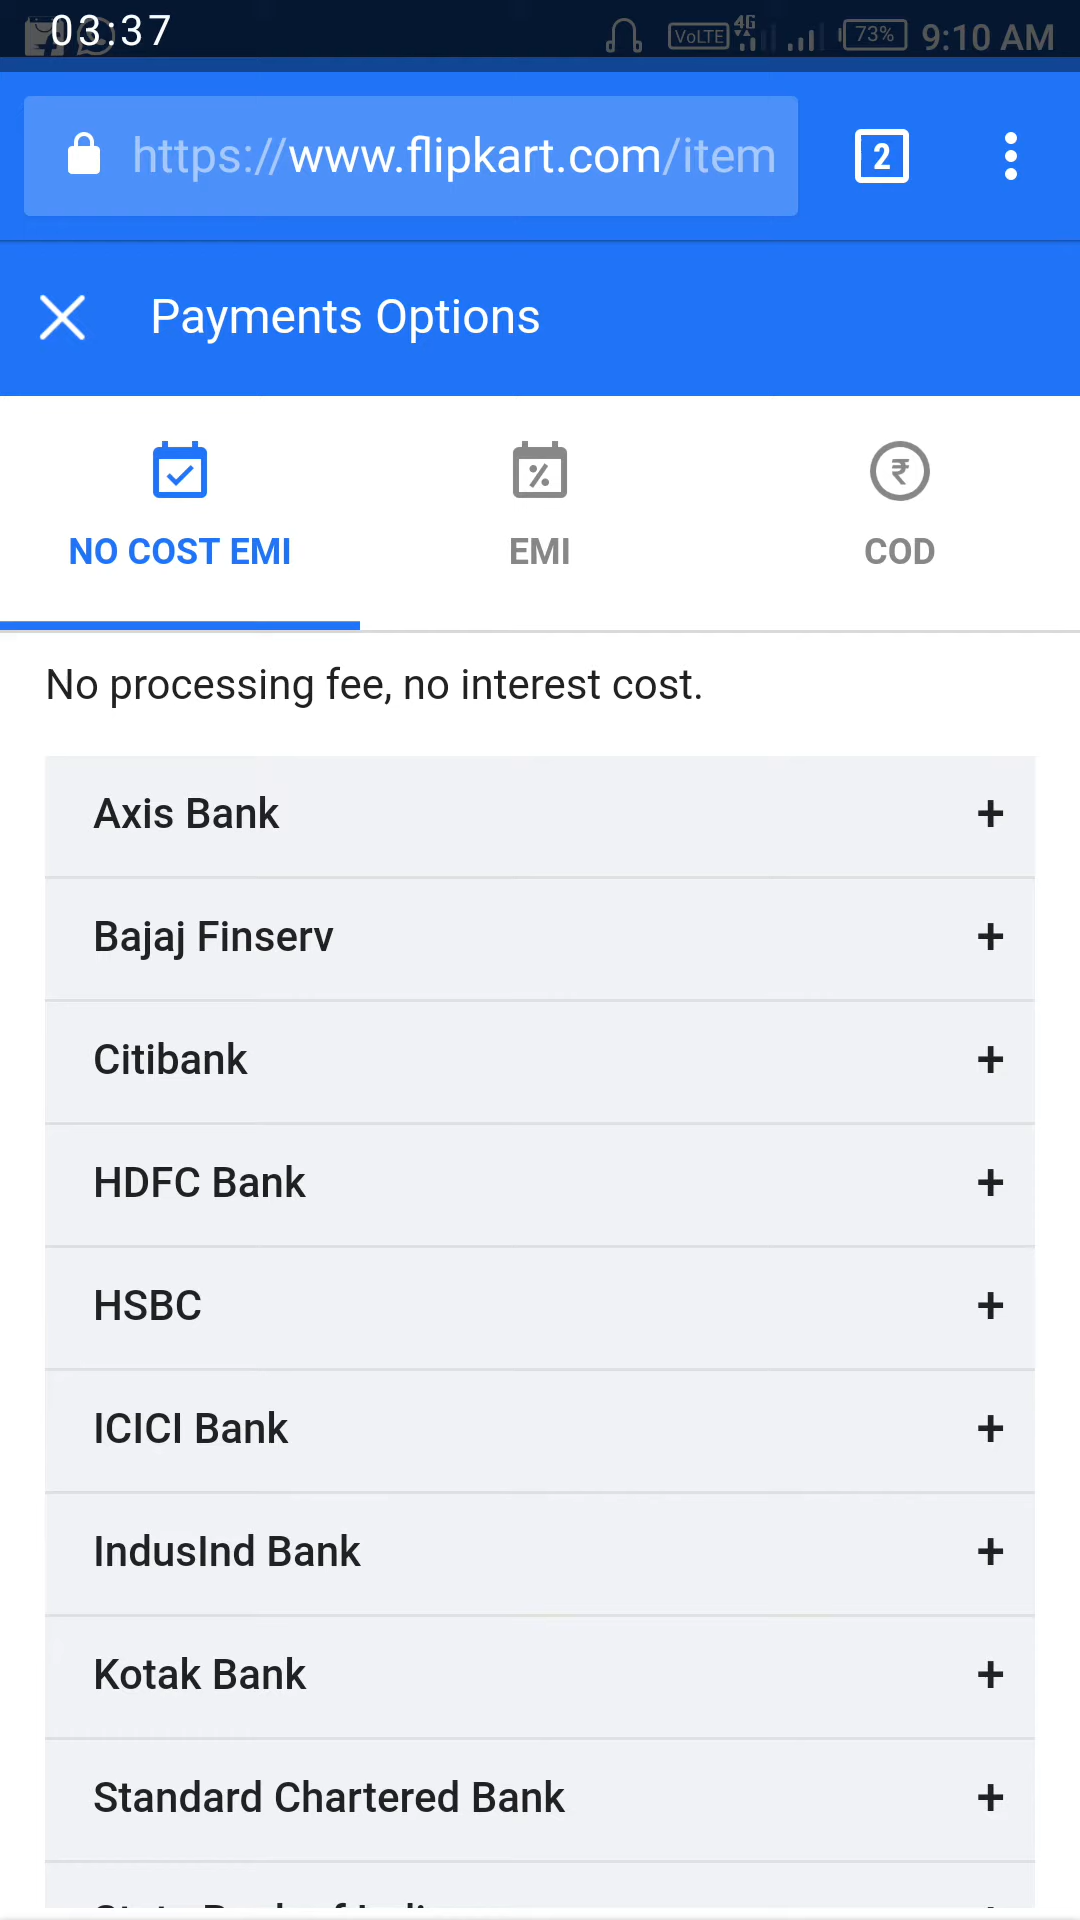 03:37
VoLTE 4G 73% 9:10 AM
https://www.flipkart.com/item
2
Payments Options
NO COST EMI
EMI
COD
No processing fee, no interest cost.
Axis Bank +
Bajaj Finserv +
Citibank +
HDFC Bank +
HSBC +
ICICI Bank +
IndusInd Bank +
Kotak Bank +
Standard Chartered Bank +